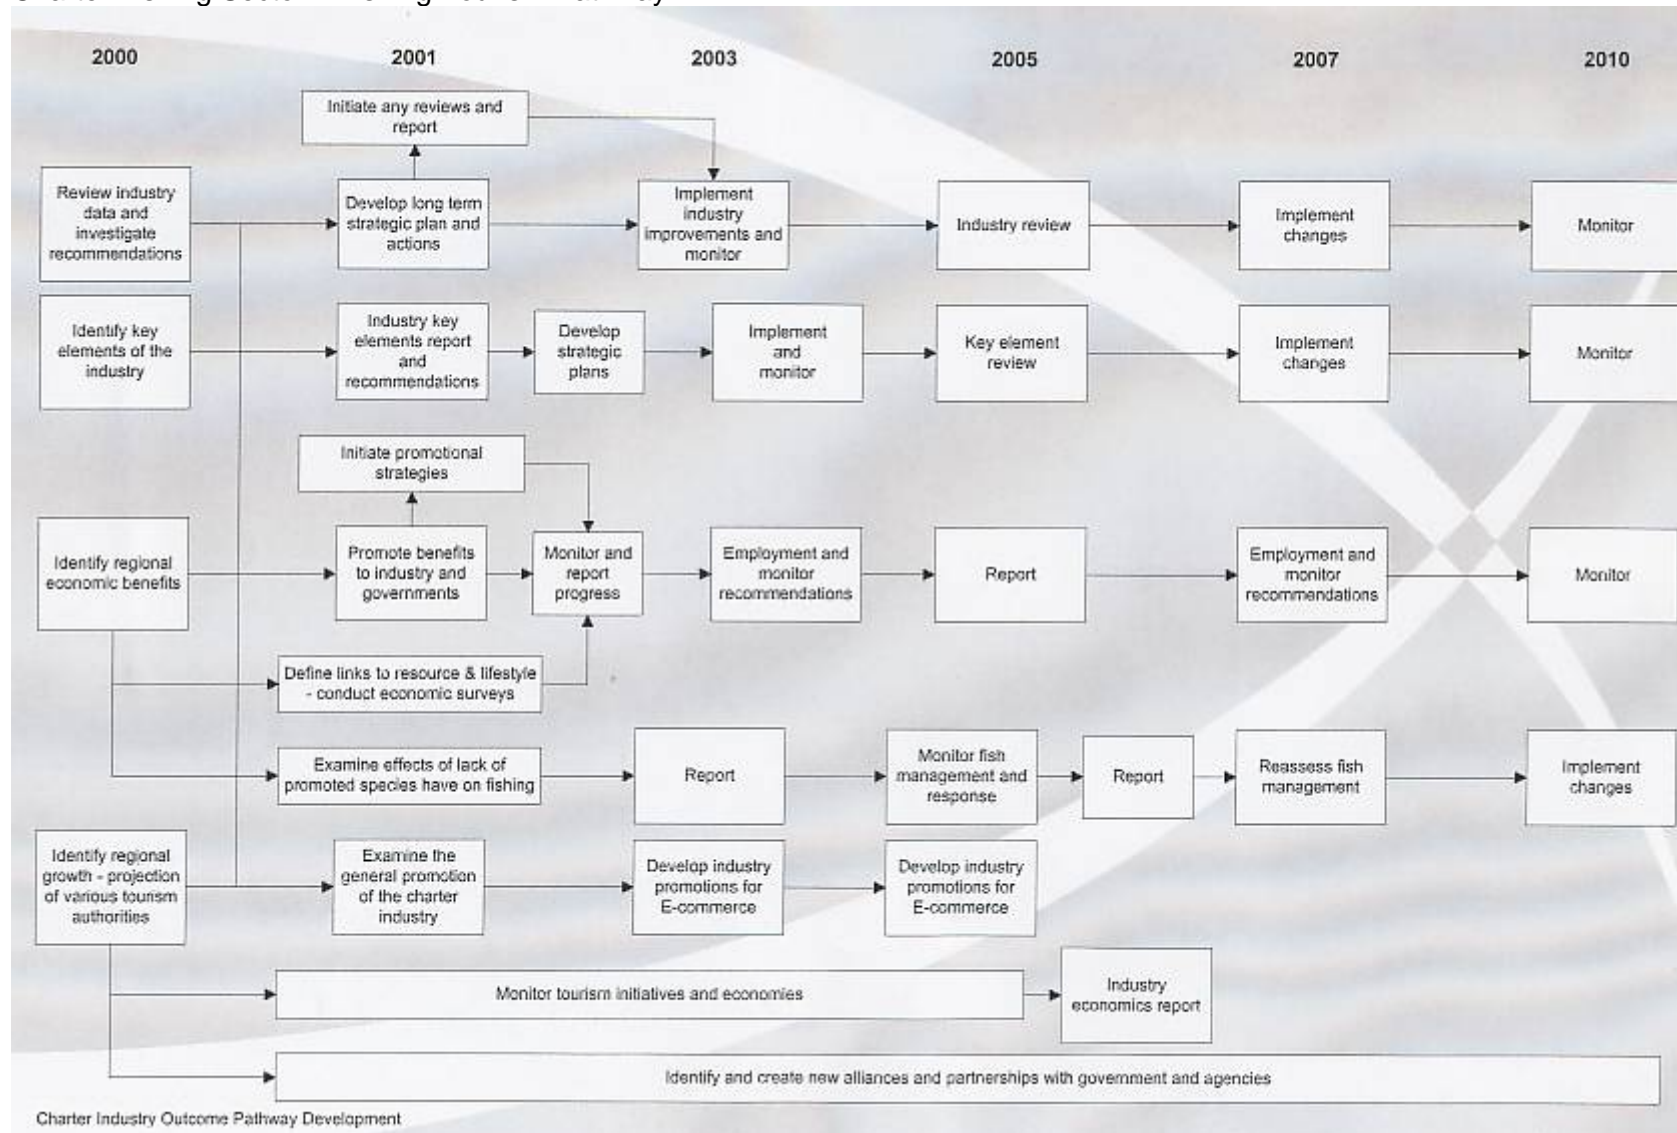 2000
2001
2003
2005
2007
2010
Initiate any reviews and
report
Review industry
data and
investigate
recommendations
Develop long term
strategic plan and
actions
Implement
industry
improvements and
monitor
Industry review
Implement
changes
Monitor
Identify key
elements of the
industry
Industry key
elements report
and
recommendations
Develop
strategic
plans
Implement
and
monitor
Key element
review
Implement
changes
Monitor
Initiate promotional
strategies
Identify regional
economic benefits
Promote benefits
to industry and
governments
Monitor and
report
progress
Employment and
monitor
recommendations
Report
Employment and
monitor
recommendations
Monitor
Define links to resource & lifestyle
- conduct economic surveys
Examine effects of lack of
promoted species have on fishing
Report
Monitor fish
management and
response
Report
Reassess fish
management
Implement
changes
Identify regional
growth - projection
of various tourism
authorities
Examine the
general promotion
of the charter
industry
Develop industry
promotions for
E-commerce
Develop industry
promotions for
E-commerce
Monitor tourism initiatives and economies
Industry
economics report
Identify and create new alliances and partnerships with government and agencies
Charter Industry Outcome Pathway Development